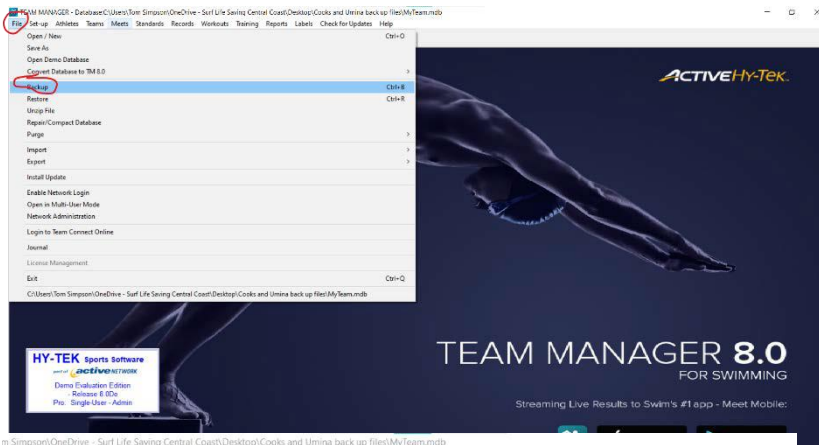 TEAM MANAGER - Database:C:\Users\Tom Simpson\OneDrive - Surf Life Saving Central Coast\Desktop\Cooks and Umina back up files\MyTeam.mdb
File Set-up Athletes Teams Meets Standards Records Workouts Training Reports Labels Check for Updates Help
Open / New Ctrl+O
Save As
Open Demo Database
Convert Database to TM 8.0 >
Backup Ctrl+B
Restore Ctrl+R
Unzip File
Repair/Compact Database
Purge >
Import >
Export >
Install Update
Enable Network Login
Open in Multi-User Mode
Network Administration
Login to Team Connect Online
Journal
License Management
Exit Ctrl+Q
C:\Users\Tom Simpson\OneDrive - Surf Life Saving Central Coast\Desktop\Cooks and Umina back up files\MyTeam.mdb
ACTIVEHY-TEK
HY-TEK Sports Software
part of active NETWORK
Demo Evaluation Edition
- Release 8.0De
Pro: Single-User - Admin
TEAM MANAGER 8.0
FOR SWIMMING
Streaming Live Results to Swim's #1 app - Meet Mobile:
m Simpson\OneDrive - Surf Life Saving Central Coast\Desktop\Cooks and Umina back up files\MyTeam.mdb